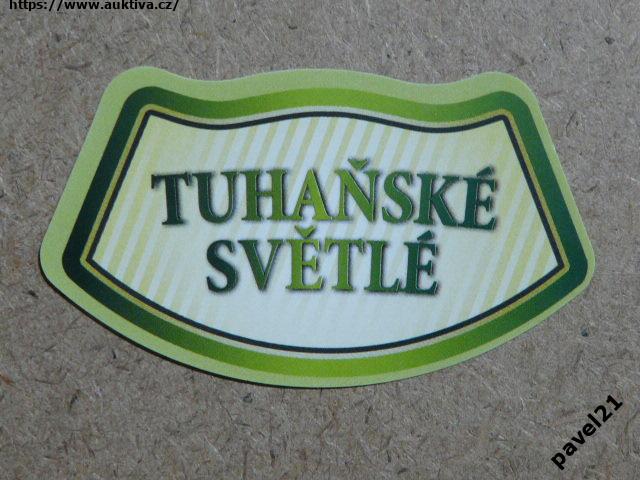 https://www.auktiva.cz/
TUHAŇSKÉ
SVĚTLÉ
pavel21